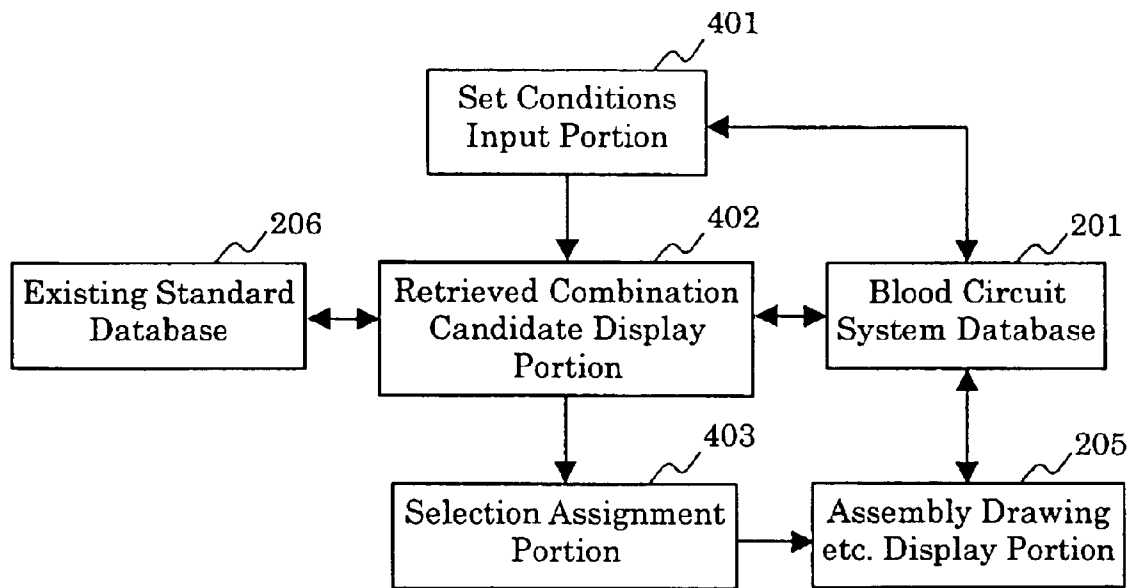 401
Set Conditions
Input Portion
206
Existing Standard
Database
402
Retrieved Combination
Candidate Display
Portion
201
Blood Circuit
System Database
403
Selection Assignment
Portion
205
Assembly Drawing
etc. Display Portion